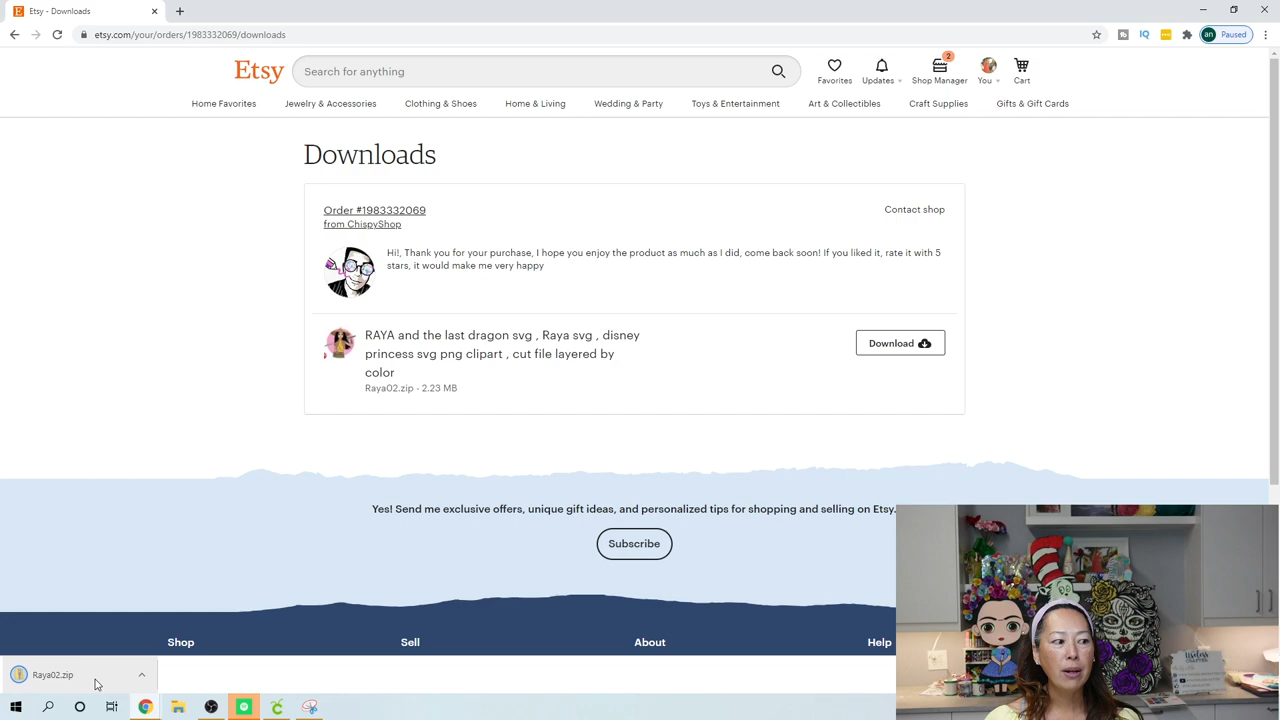 Etsy - Downloads
etsy.com/your/orders/1983332069/downloads
an Paused
Etsy
Search for anything
Favorites
Updates
2
Shop Manager
You
Cart
Home Favorites
Jewelry & Accessories
Clothing & Shoes
Home & Living
Wedding & Party
Toys & Entertainment
Art & Collectibles
Craft Supplies
Gifts & Gift Cards
Downloads
Order #1983332069
from ChispyShop
Contact shop
Hi!, Thank you for your purchase, I hope you enjoy the product as much as I did, come back soon! If you liked it, rate it with 5
stars, it would make me very happy
RAYA and the last dragon svg , Raya svg , disney
princess svg png clipart , cut file layered by
color
Raya02.zip - 2.23 MB
Download
Yes! Send me exclusive offers, unique gift ideas, and personalized tips for shopping and selling on Etsy.
Subscribe
Shop
Sell
About
Help
Raya02.zip